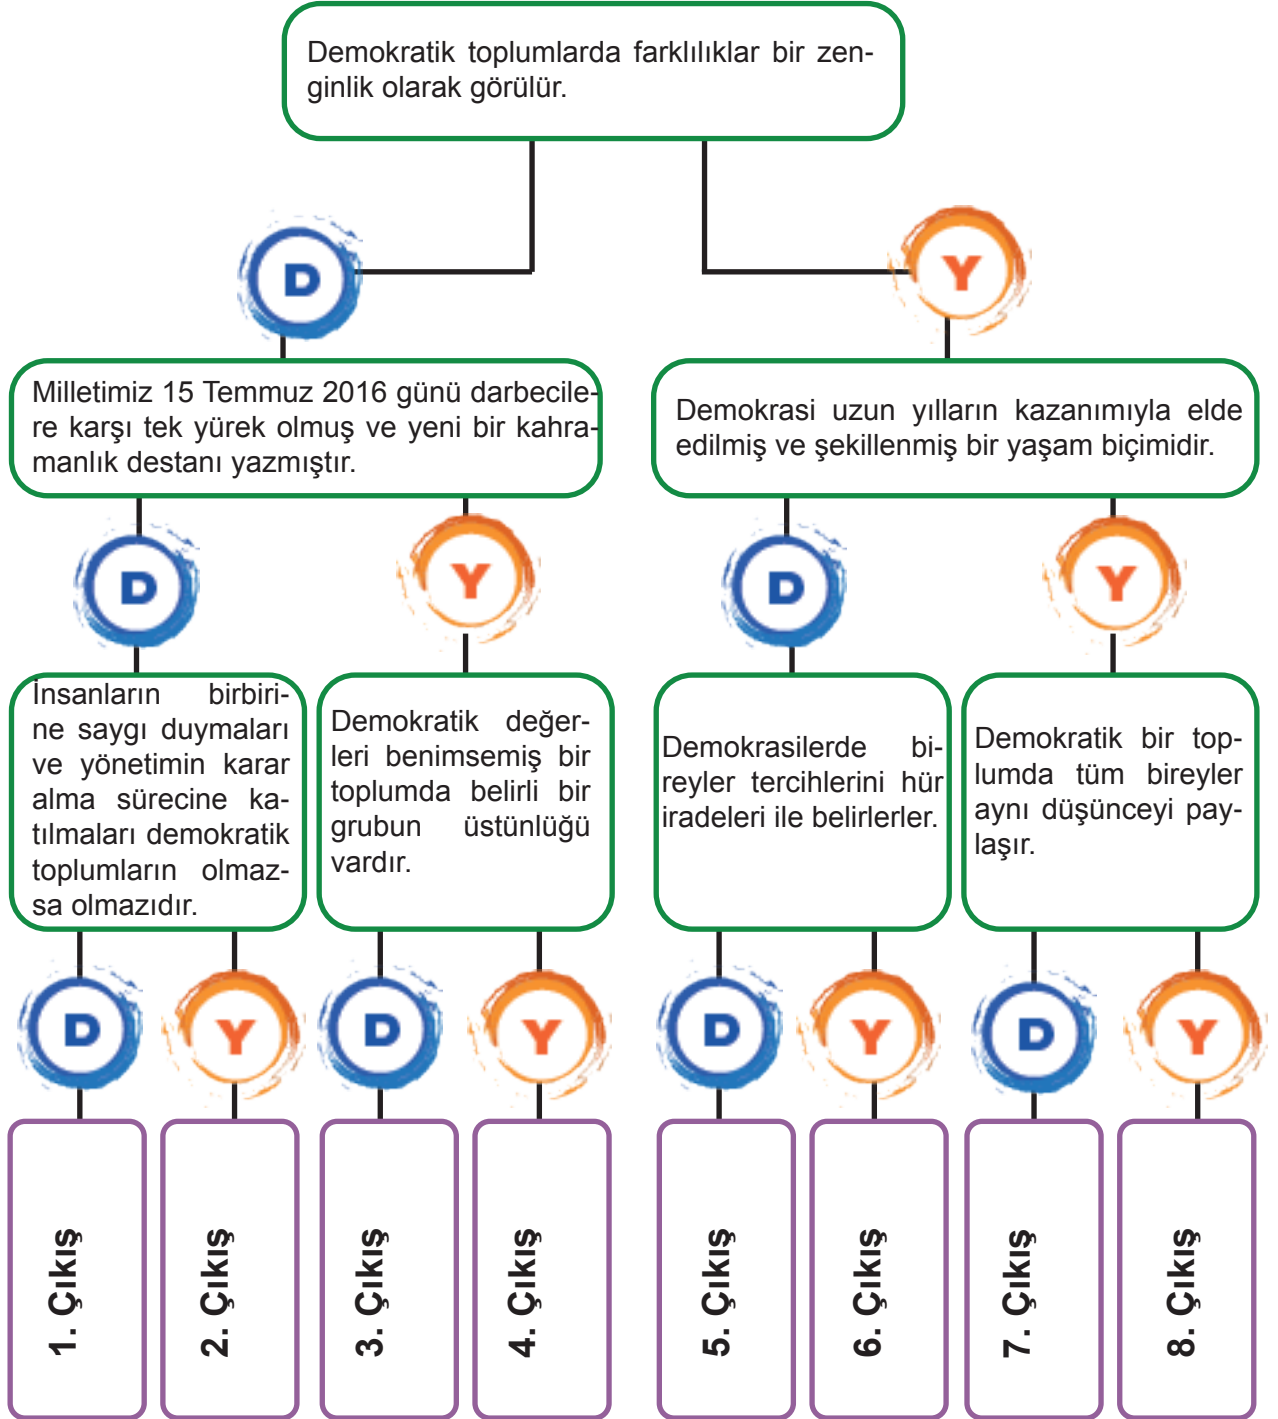 Demokratik toplumlarda farklılıklar bir zen-
ginlik olarak görülür.
D
Y
Milletimiz 15 Temmuz 2016 günü darbecile-
re karşı tek yürek olmuş ve yeni bir kahra-
manlık destanı yazmıştır.
Demokrasi uzun yılların kazanımıyla elde
edilmiş ve şekillenmiş bir yaşam biçimidir.
D
Y
D
Y
İnsanların birbiri-
ne saygı duymaları
ve yönetimin karar
alma sürecine ka-
tılmaları demokratik
toplumların olmaz-
sa olmazıdır.
Demokratik değer-
leri benimsemiş bir
toplumda belirli bir
grubun üstünlüğü
vardır.
Demokrasilerde bi-
reyler tercihlerini hür
iradeleri ile belirlerler.
Demokratik bir top-
lumda tüm bireyler
aynı düşünceyi pay-
laşır.
D
Y
D
Y
D
Y
D
Y
1. Çıkış
2. Çıkış
3. Çıkış
4. Çıkış
5. Çıkış
6. Çıkış
7. Çıkış
8. Çıkış